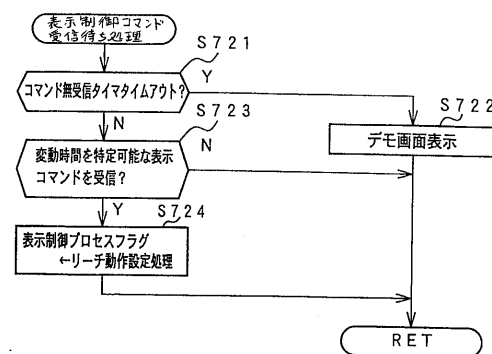 表示制御コマンド
受信待ち処理
S721
コマンド無受信タイマタイムアウト?
Y
N
S722
デモ画面表示
S723
変動時間を特定可能な表示
コマンドを受信?
N
Y
S724
表示制御プロセスフラグ
←リーチ動作設定処理
RET